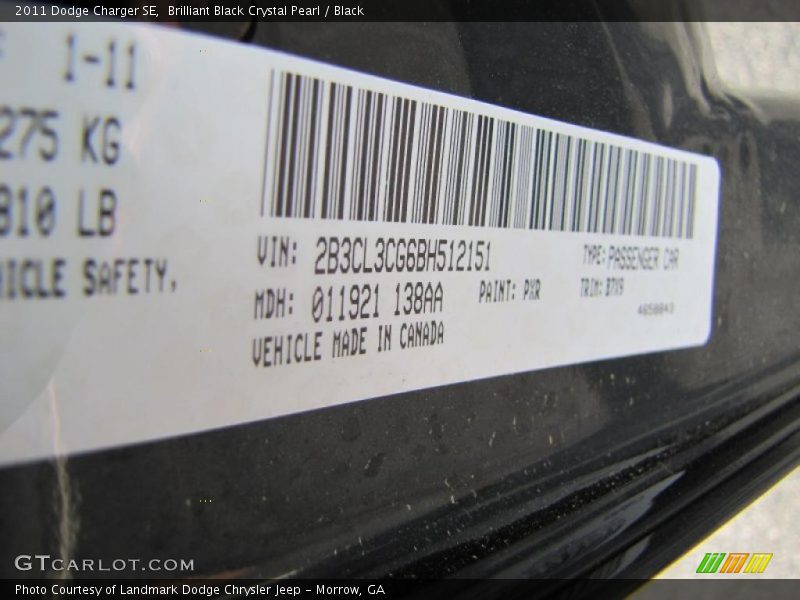 2011 Dodge Charger SE,  Brilliant Black Crystal Pearl / Black
1-11
275 KG
810 LB
ICLE SAFETY,
VIN: 2B3CL3CG6BH512151
TYPE: PASSENGER CAR
MDH: 011921 138AA
PAINT: PXR
TRIM: B7X9
VEHICLE MADE IN CANADA
GTCARLOT.COM
Photo Courtesy of Landmark Dodge Chrysler Jeep - Morrow, GA